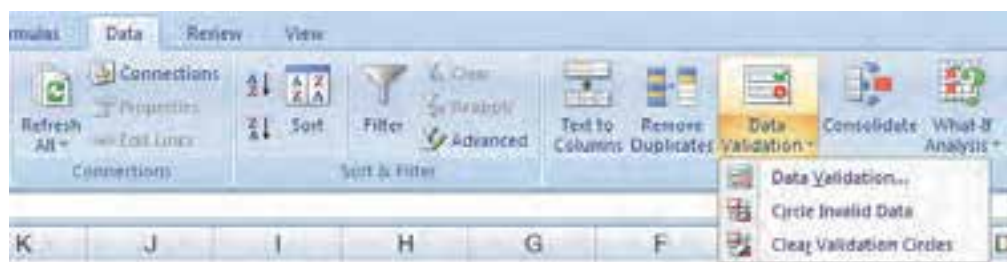 rmulas Data Review View
Refresh All
Connections
Properties
Edit Links
Connections
Sort
Filter
Clear
Reapply
Advanced
Sort & Filter
Text to Columns
Remove Duplicates
Data Validation
Consolidate
What-If Analysis
Data Validation...
Circle Invalid Data
Clear Validation Circles
K J I H G F D